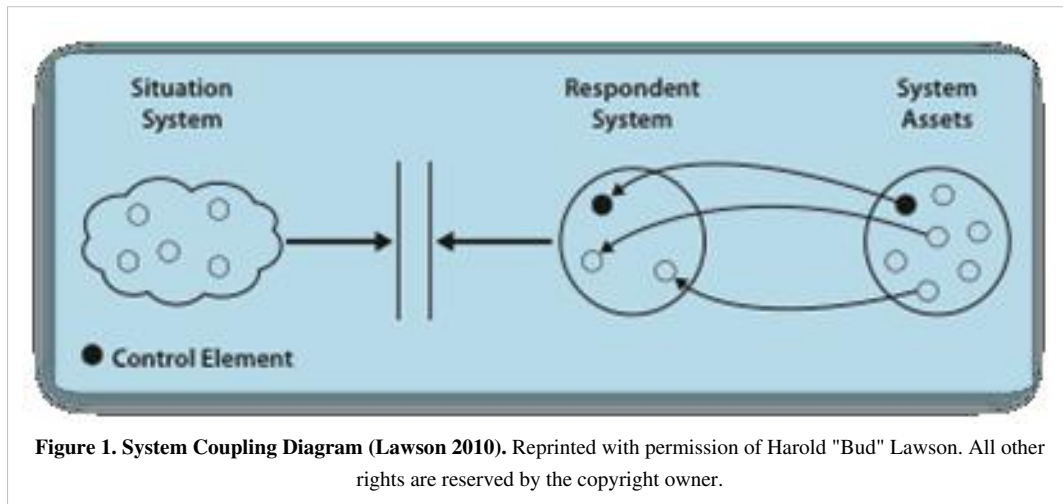 Situation
System
Respondent
System
System
Assets
Control Element
Figure 1. System Coupling Diagram (Lawson 2010). Reprinted with permission of Harold "Bud" Lawson. All other
rights are reserved by the copyright owner.